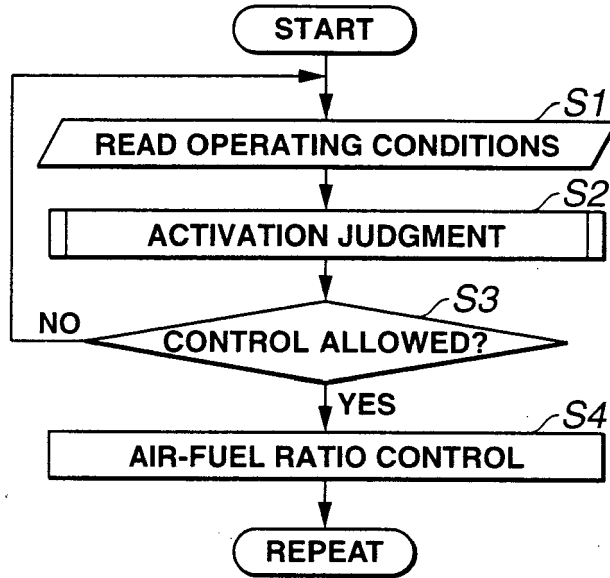 START
S1
READ OPERATING CONDITIONS
S2
ACTIVATION JUDGMENT
S3
NO
CONTROL ALLOWED?
YES
S4
AIR-FUEL RATIO CONTROL
REPEAT